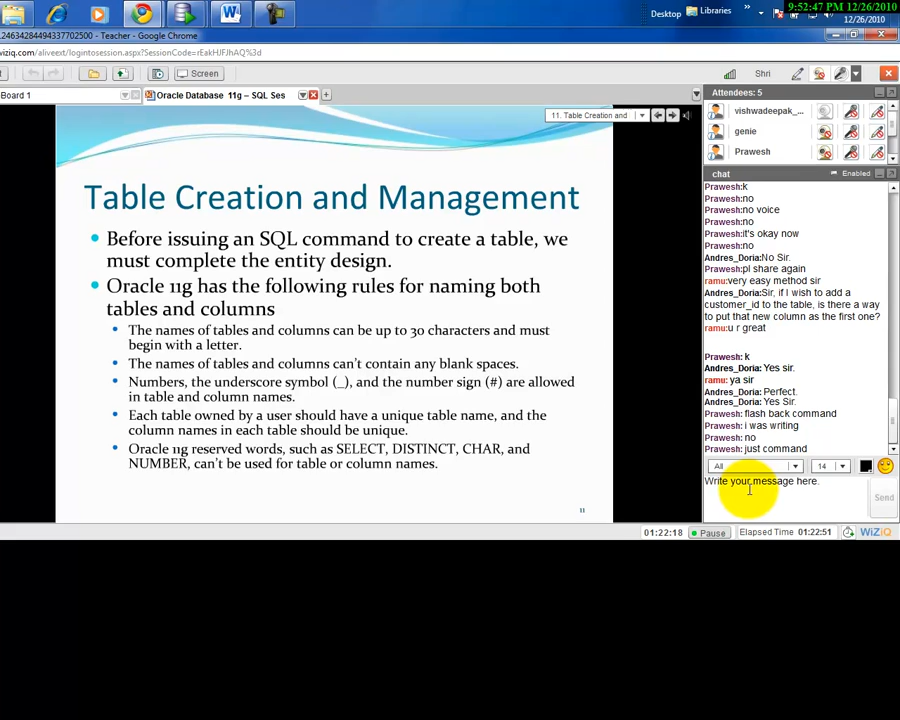 9:52:47 PM 12/26/2010
Desktop Libraries »
12/26/2010
.24634284494337702500 - Teacher - Google Chrome
wiziq.com/aliveext/logintosession.aspx?SessionCode=rEakHUFJhAQ%3d
Screen
Shri
Board 1
Oracle Database 11g – SQL Ses
11. Table Creation and
Attendees: 5
vishwadeepak_...
genie
Prawesh
chat
Enabled
Table Creation and Management
• Before issuing an SQL command to create a table, we
must complete the entity design.
• Oracle 11g has the following rules for naming both
tables and columns
• The names of tables and columns can be up to 30 characters and must
begin with a letter.
• The names of tables and columns can't contain any blank spaces.
• Numbers, the underscore symbol (_), and the number sign (#) are allowed
in table and column names.
• Each table owned by a user should have a unique table name, and the
column names in each table should be unique.
• Oracle 11g reserved words, such as SELECT, DISTINCT, CHAR, and
NUMBER, can't be used for table or column names.
11
Prawesh:k
Prawesh:no
Prawesh:no voice
Prawesh:no
Prawesh:it's okay now
Prawesh:no
Andres_Doria:No Sir.
Prawesh:pl share again
ramu:very easy method sir
Andres_Doria:Sir, if I wish to add a
customer_id to the table, is there a way
to put that new column as the first one?
ramu:u r great
Prawesh: k
Andres_Doria: Yes sir.
ramu: ya sir
Andres_Doria: Perfect.
Andres_Doria: Yes Sir.
Prawesh: flash back command
Prawesh: i was writing
Prawesh: no
Prawesh: just command
All
14
Write your message here.
Send
01:22:18
Pause
Elapsed Time 01:22:51
WiZiQ